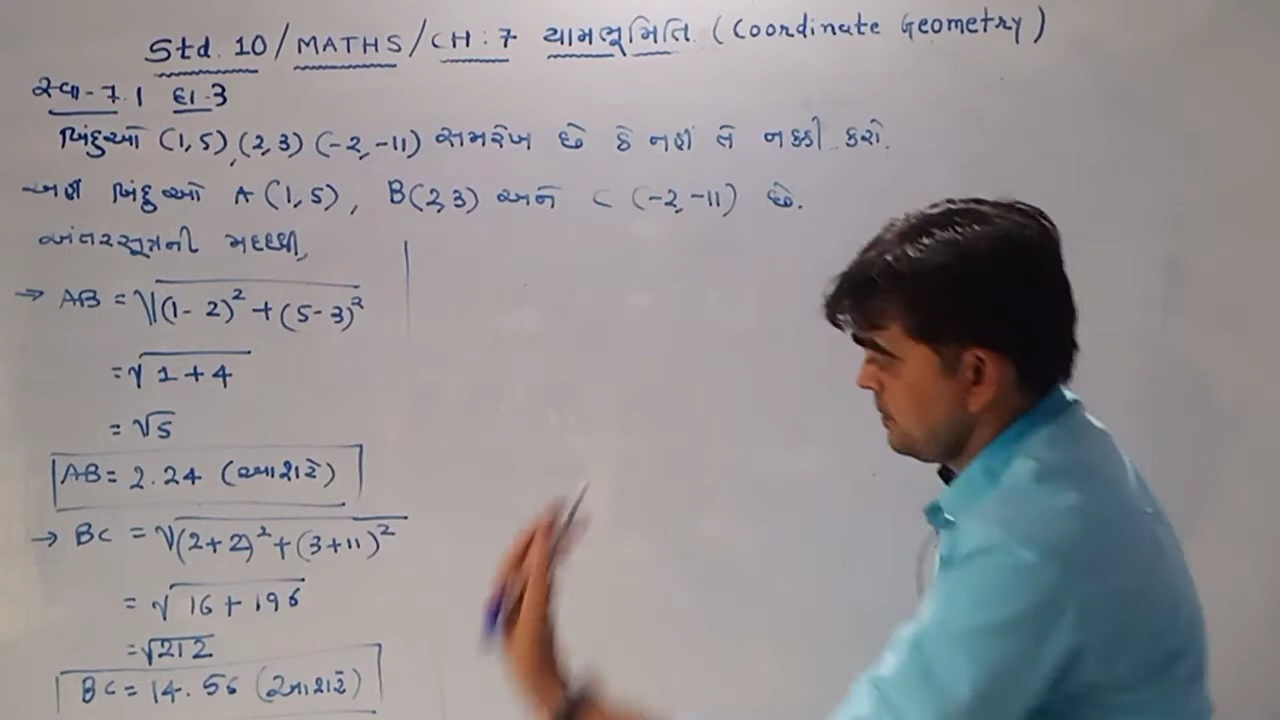 Std. 10/MATHS/CH:7 યામભૂમિતિ. (Coordinate Geometry)
સ્વા-7.1 દા.3
બિંદુઓ (1,5),(2,3) (-2,-11) સમરેખ છે કે નહીં તે નક્કી કરો.
→ અહીં બિંદુઓ A (1,5), B(2,3) અને C (-2,-11) છે.
અંતરસૂત્રની મદદથી,
→ AB = √(1-2)² + (5-3)²
= √1+4
= √5
AB = 2.24 (આશરે)
→ BC = √(2+2)² + (3+11)²
= √16+196
= √212
BC = 14.56 (આશરે)